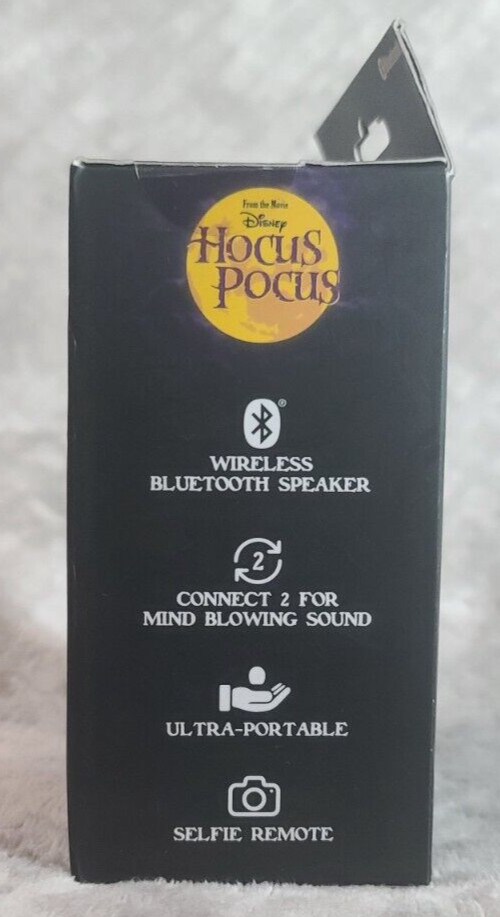 From the Movie
Disney
HOCUS
POCUS
®
WIRELESS
BLUETOOTH SPEAKER
2
CONNECT 2 FOR
MIND BLOWING SOUND
ULTRA-PORTABLE
SELFIE REMOTE